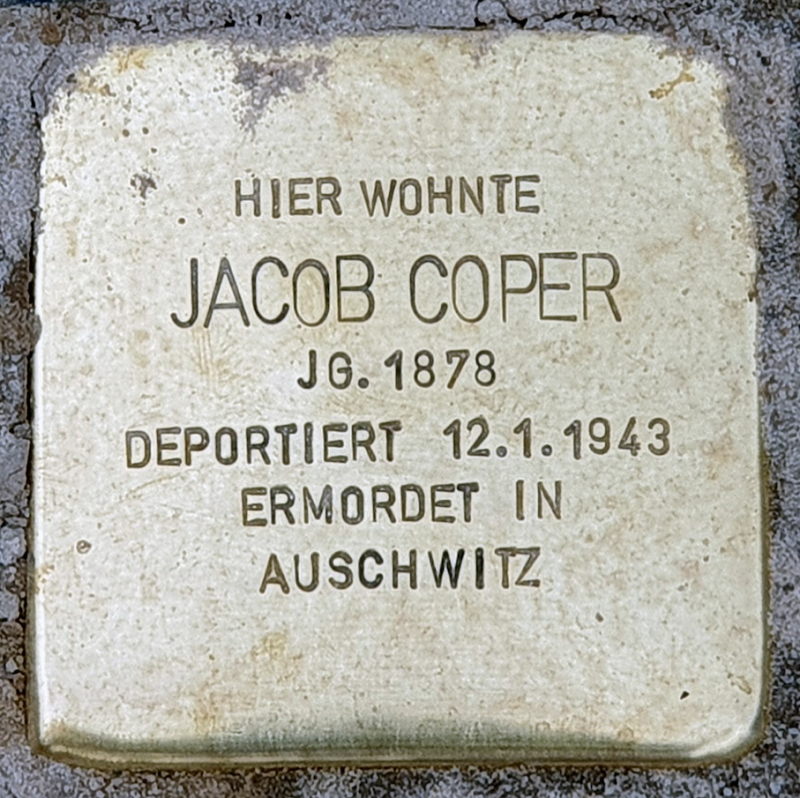 HIER WOHNTE
JACOB COPER
JG. 1878
DEPORTIERT 12.1.1943
ERMORDET IN
AUSCHWITZ